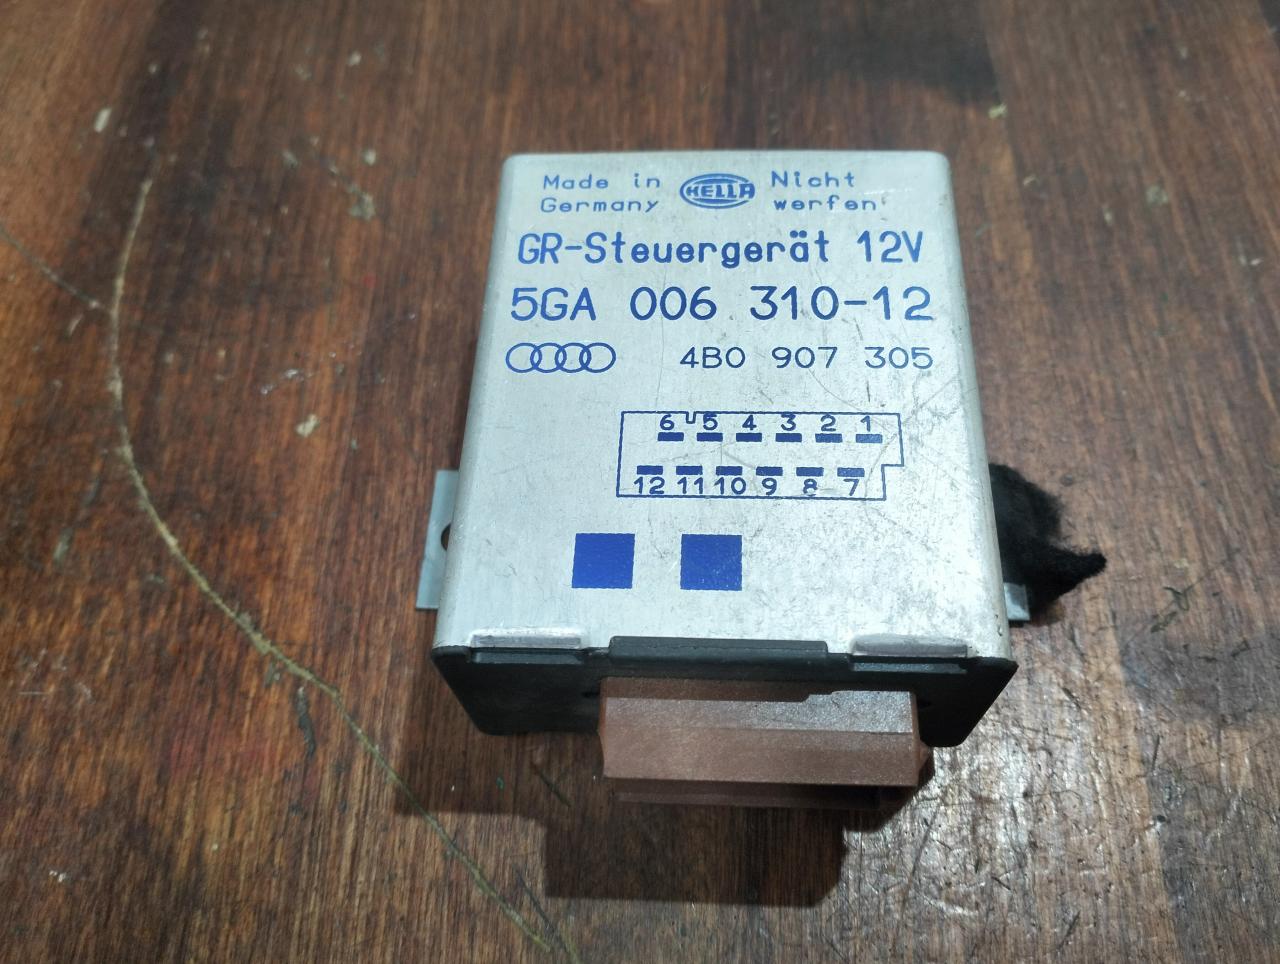 Made in HELLA Nicht
Germany werfen
GR-Steuergerät 12V
5GA 006 310-12
4B0 907 305
6 5 4 3 2 1
12 11 10 9 8 7